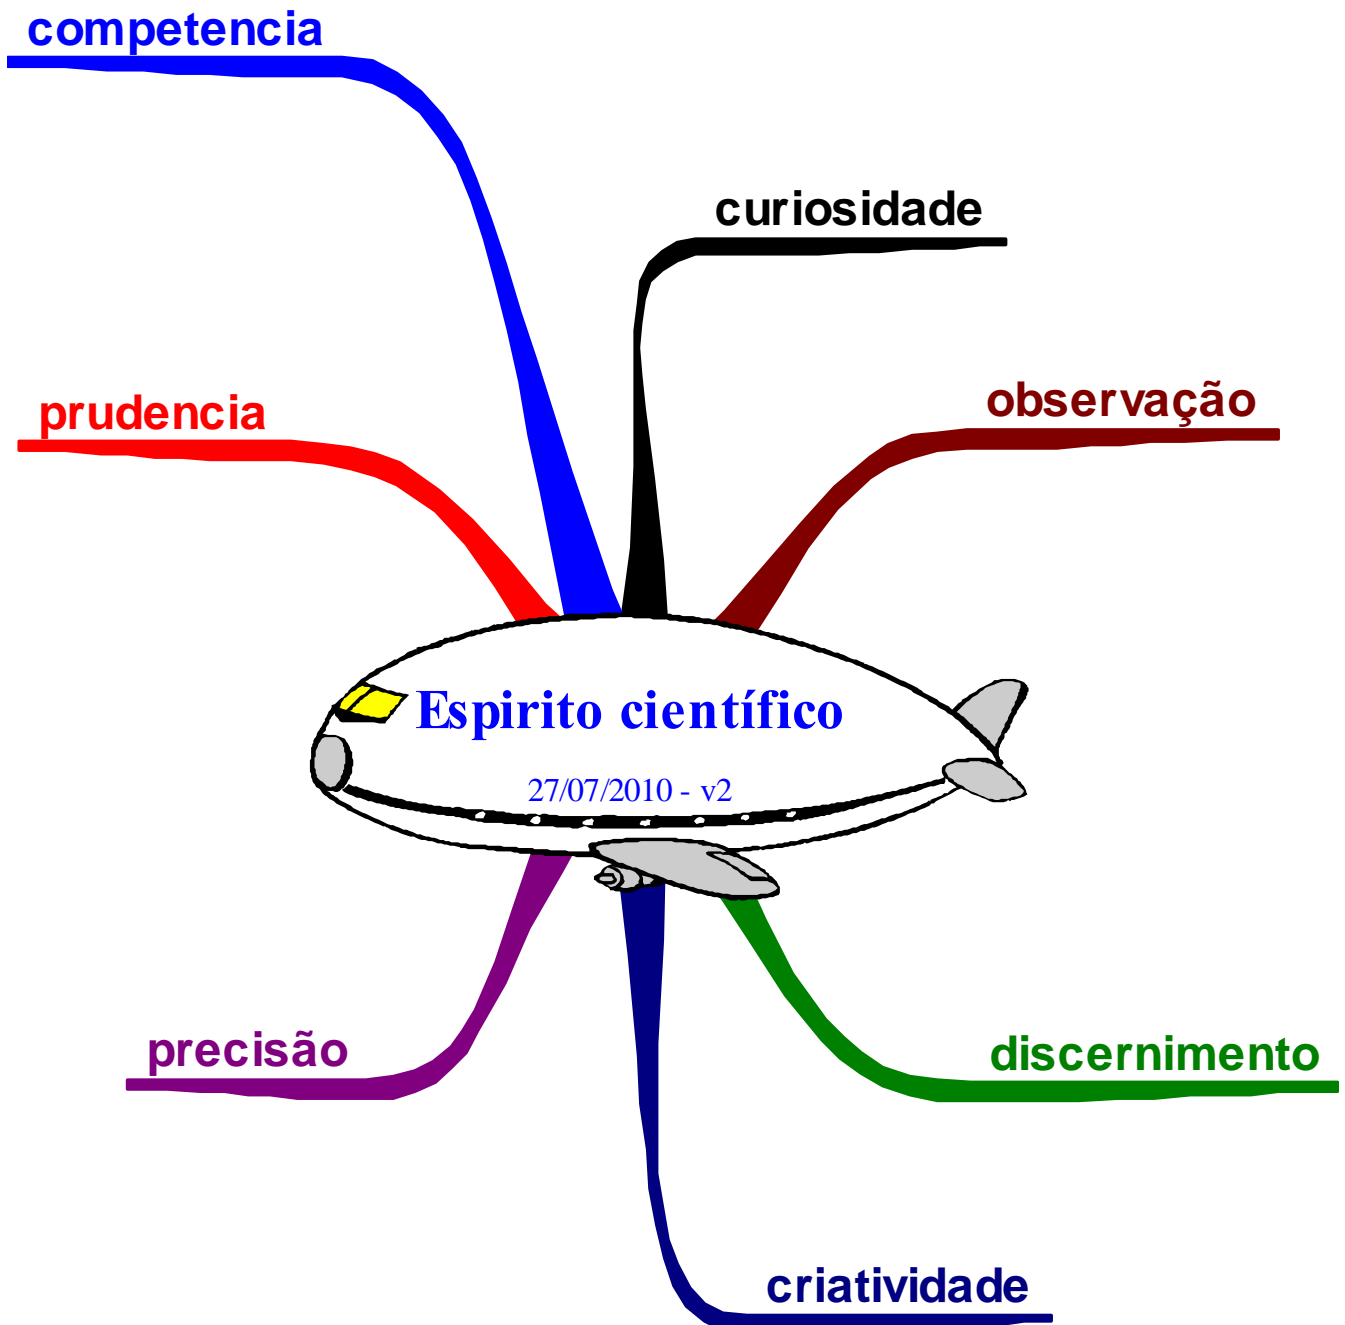 competencia
curiosidade
prudencia
observação
Espirito científico
27/07/2010 - v2
precisão
discernimento
criatividade